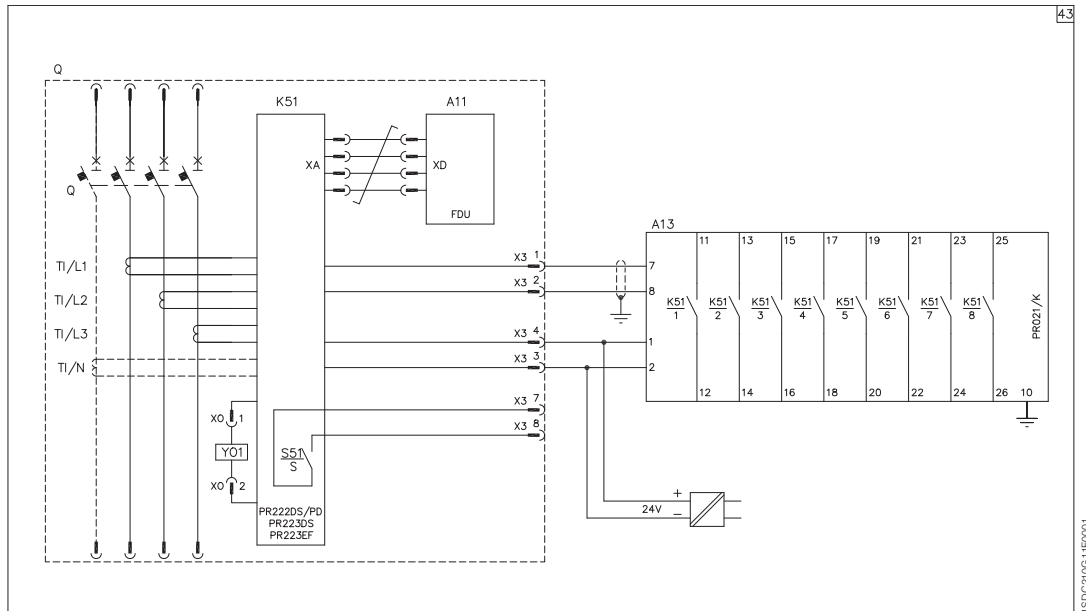 43
Q
K51
A11
XA
XD
Q
FDU
A13
11 13 15 17 19 21 23 25
TI/L1
X3 1
7
TI/L2
X3 2
8
K51 K51 K51 K51 K51 K51 K51 K51
1 2 3 4 5 6 7 8
PR021/K
TI/L3
X3 4
1
TI/N
X3 3
2
12 14 16 18 20 22 24 26 10
X3 7
X0 1
X3 8
Y01
S51
S
X0 2
+
24V
−
PR222DS/PD
PR223DS
PR223EF
1SDC210G11F0001